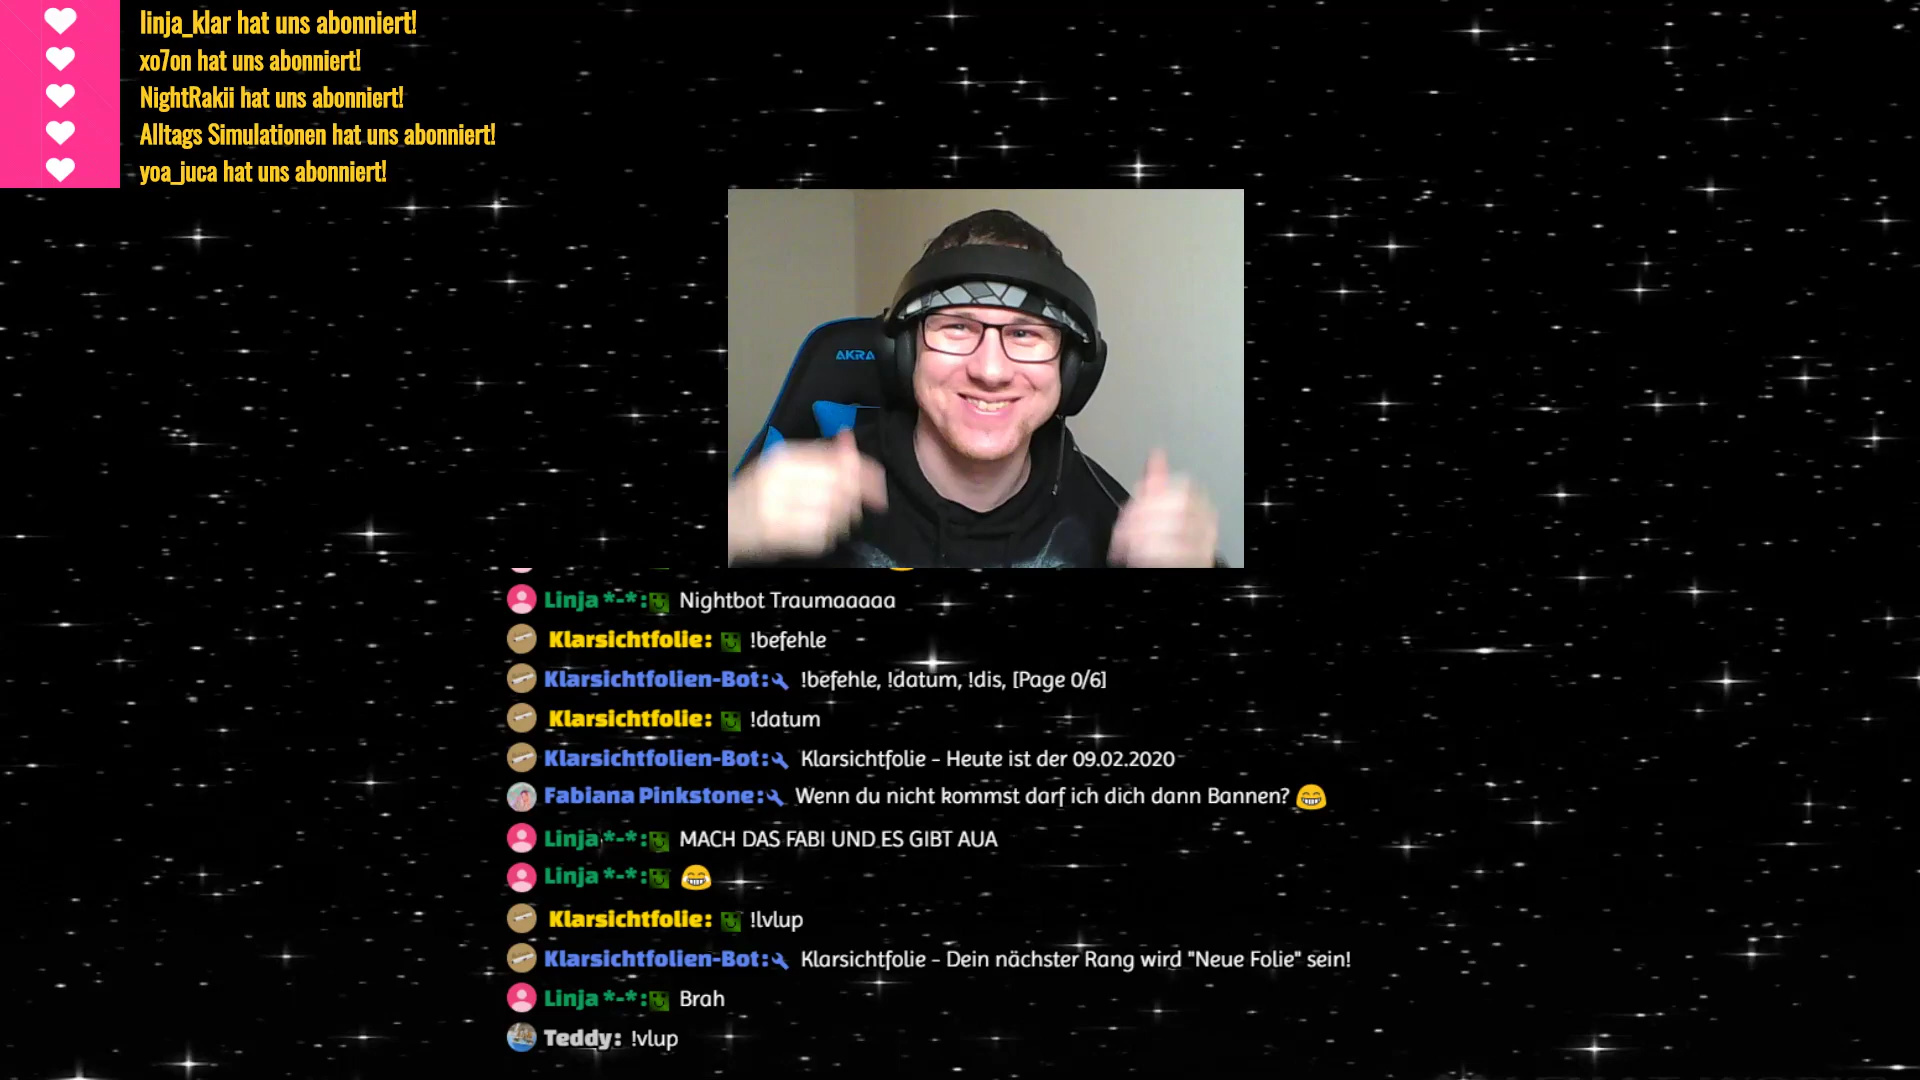 linja_klar hat uns abonniert!
xo7on hat uns abonniert!
NightRakii hat uns abonniert!
Alltags Simulationen hat uns abonniert!
yoa_juca hat uns abonniert!
AKRA
Linja *-*: Nightbot Traumaaaaa
Klarsichtfolie: !befehle
Klarsichtfolien-Bot: !befehle, !datum, !dis, [Page 0/6]
Klarsichtfolie: !datum
Klarsichtfolien-Bot: Klarsichtfolie - Heute ist der 09.02.2020
Fabiana Pinkstone: Wenn du nicht kommst darf ich dich dann Bannen? 😂
Linja *-*: MACH DAS FABI UND ES GIBT AUA
Linja *-*: 😂
Klarsichtfolie: !lvlup
Klarsichtfolien-Bot: Klarsichtfolie - Dein nächster Rang wird "Neue Folie" sein!
Linja *-*: Brah
Teddy: !vlup